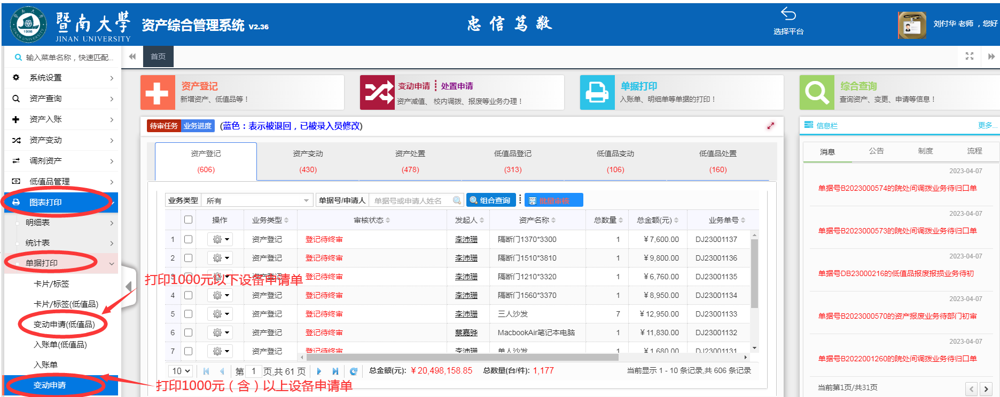 暨南大学
JINAN UNIVERSITY
1908
资产综合管理系统 V2.36
忠信笃敬
选择平台
刘付华 老师 ，您好
输入菜单名称，快速匹配...
首页
系统设置
资产查询
资产入账
资产变动
调剂资产
低值品管理
图表打印
明细表
统计表
单据打印
卡片/标签
卡片/标签(低值品)
变动申请(低值品)
入账单(低值品)
入账单
变动申请
资产登记
新增资产、低值品等！
变动申请 处置申请
资产减值、 校内调拨、报废等业务办理！
单据打印
入账单、明细单等单据的打印！
综合查询
查询资产、变更、申请等信息！
待审任务 业务进度 (蓝色：表示被退回，已被录入员修改)
资产登记 (606)
资产变动 (430)
资产处置 (478)
低值品登记 (313)
低值品变动 (106)
低值品处置 (160)
业务类型 所有 单据号/申请人 单据号或申请人姓名 组合查询 批量审核
操作 业务类型 审核状态 发起人 资产名称 总数量 总金额(元) 业务单号
1 资产登记 登记待终审 李沛珊 隔断门1370*3300 1 ￥7,600.00 DJ23001137
2 资产登记 登记待终审 李沛珊 隔断门1510*3810 1 ￥9,800.00 DJ23001136
3 资产登记 登记待终审 李沛珊 隔断门1210*3320 1 ￥6,760.00 DJ23001135
打印1000元以下设备申请单
4 资产登记 登记待终审 李沛珊 隔断门1560*3370 1 ￥8,950.00 DJ23001134
5 资产登记 登记待终审 李沛珊 三人沙发 7 ￥12,950.00 DJ23001133
6 资产登记 登记待终审 蔡嘉骅 MacbookAir笔记本电脑 1 ￥11,830.00 DJ23001132
7 资产登记 登记待终审 李沛珊 单人沙发 1 ￥1,680.00 DJ23001131
10 第 1 页,共 61 页 总金额(元): ￥20,498,158.85 总数量(台/件): 1,177 当前显示 1 - 10 条记录,共 606 条记录
打印1000元（含）以上设备申请单
信息栏 更多...
消息 公告 制度 流程
2023-04-07
单据号B2023000574的院处间调拨业务待归口单
2023-04-07
单据号B2023000573的院处间调拨业务待归口单
2023-04-07
单据号DB23000216的低值品报废报损业务待初
2023-04-07
单据号B2023000570的资产报废业务待部门初审
2023-04-07
单据号B2022001260的院处间调拨业务待归口单
当前第1页/共31页